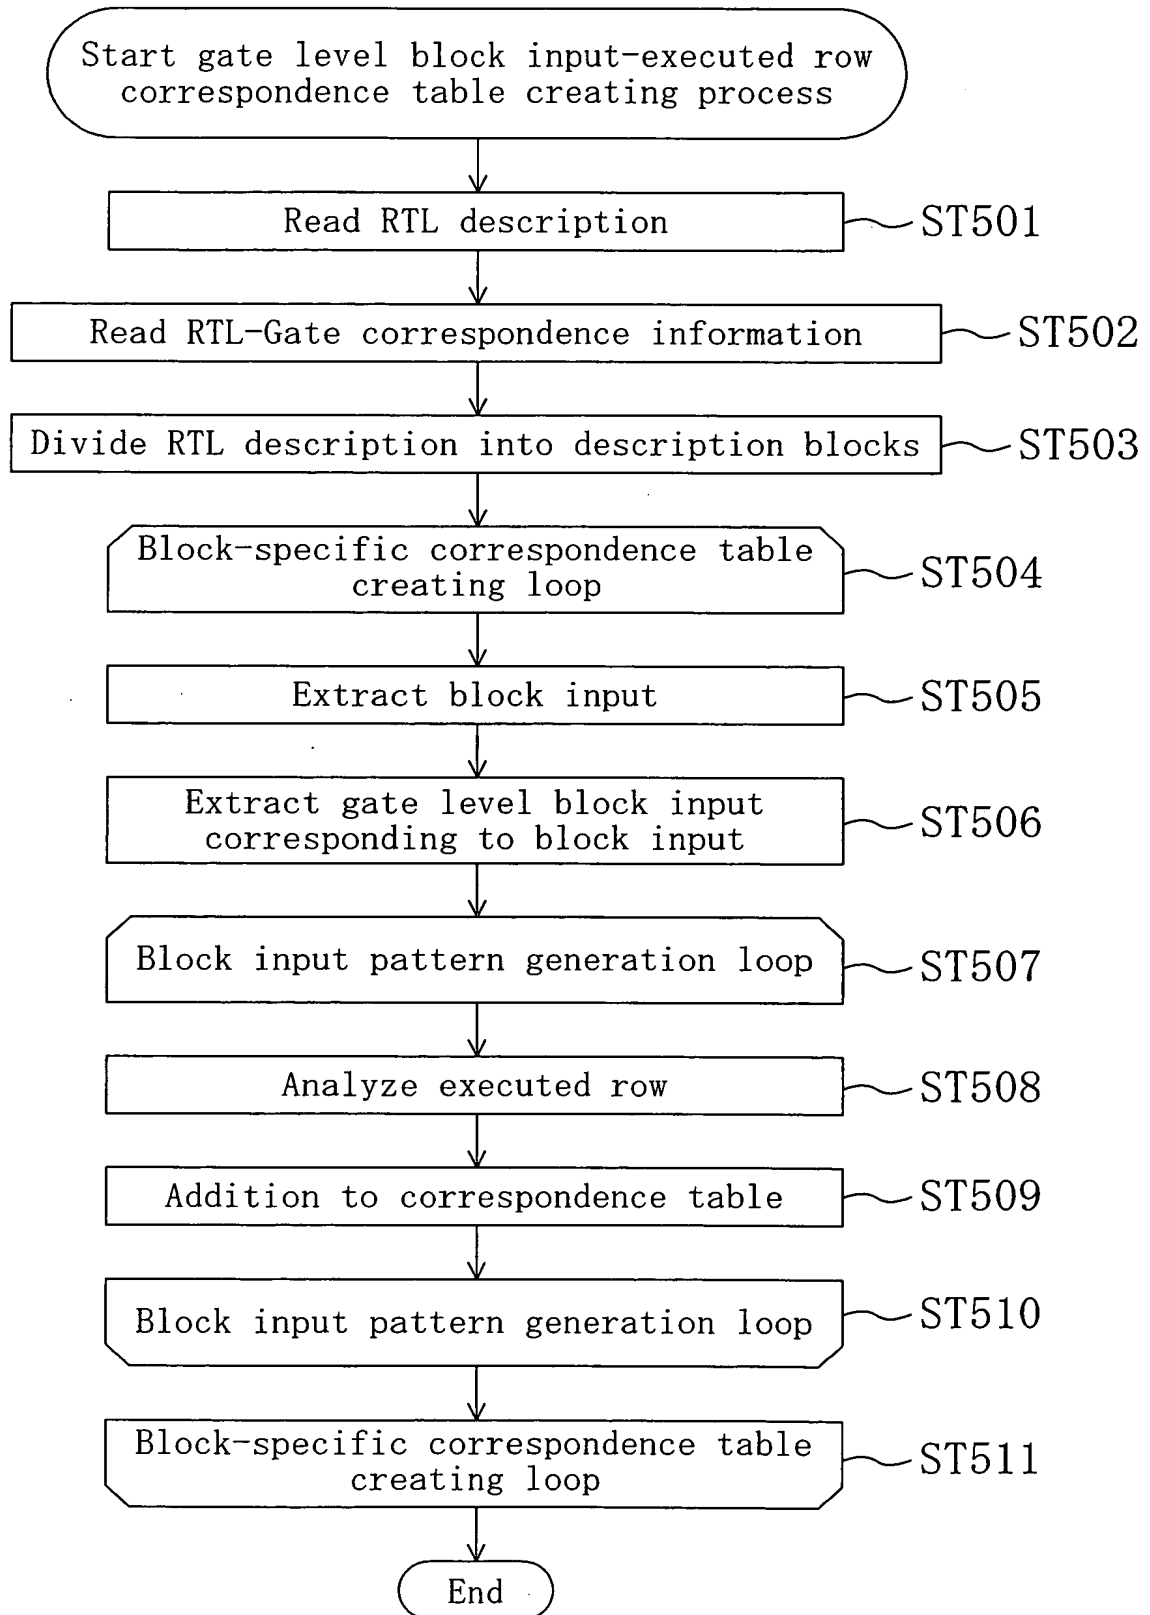 Start gate level block input-executed row
correspondence table creating process
Read RTL description
ST501
Read RTL-Gate correspondence information
ST502
Divide RTL description into description blocks
ST503
Block-specific correspondence table
creating loop
ST504
Extract block input
ST505
Extract gate level block input
corresponding to block input
ST506
Block input pattern generation loop
ST507
Analyze executed row
ST508
Addition to correspondence table
ST509
Block input pattern generation loop
ST510
Block-specific correspondence table
creating loop
ST511
End